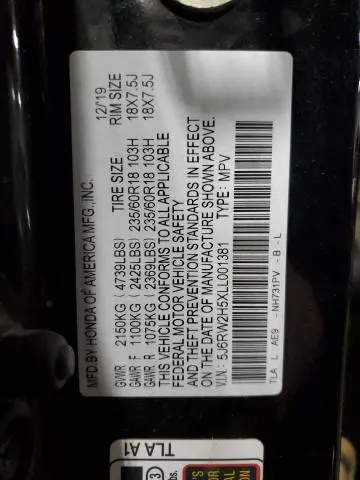 MFD.BY HONDA OF AMERICA MFG.,INC. 12/'19
TIRE SIZE RIM SIZE
GVWR 2150KG ( 4739LBS)
GAWR F 1100KG ( 2425LBS) 235/60R18 103H 18X7.5J
GAWR R 1075KG ( 2369LBS) 235/60R18 103H 18X7.5J
THIS VEHICLE CONFORMS TO ALL APPLICABLE
FEDERAL MOTOR VEHICLE SAFETY
AND THEFT PREVENTION STANDARDS IN EFFECT
ON THE DATE OF MANUFACTURE SHOWN ABOVE.
V.I.N: 5J6RW2H5XLL001381 TYPE: MPV
TLA L AE9 - NH731PV - B - L
TLA A1